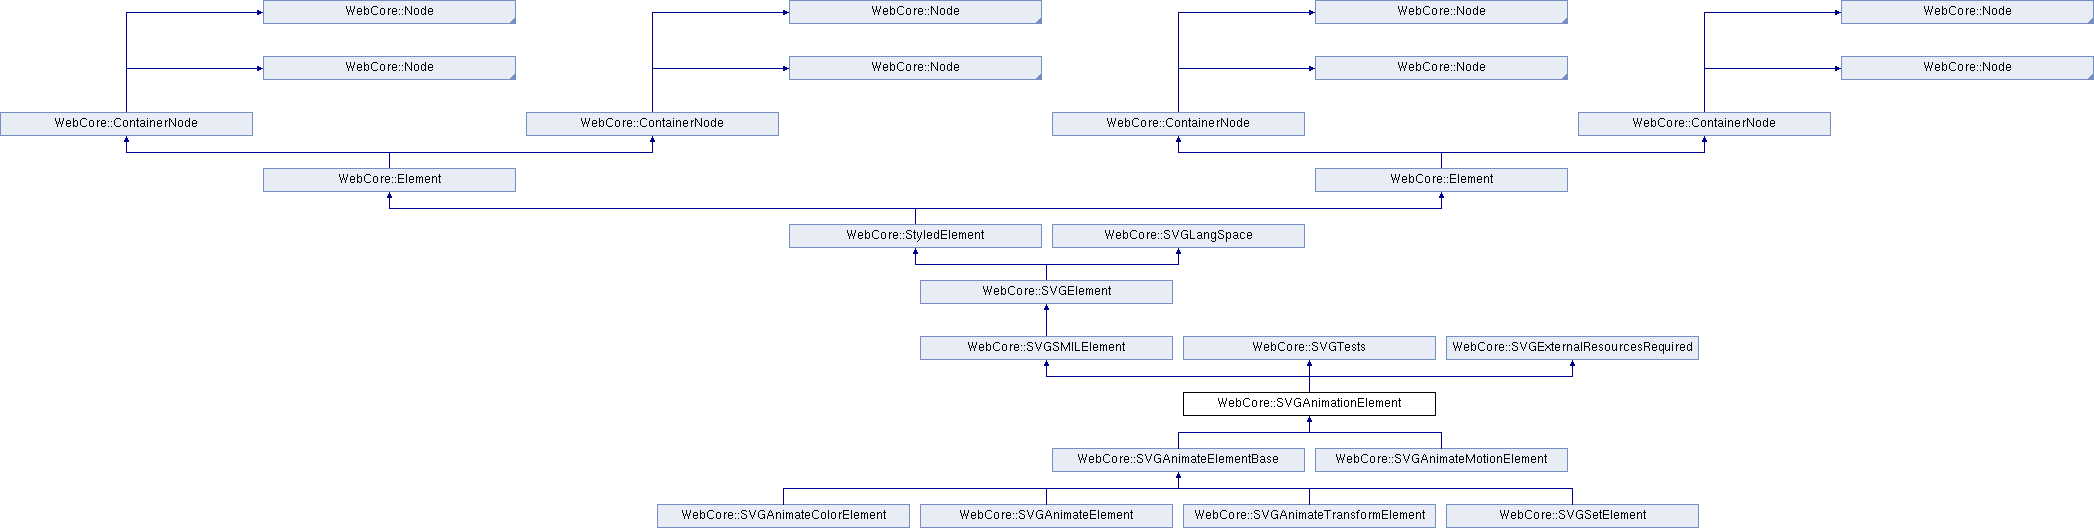 WebCore::Node
WebCore::Node
WebCore::Node
WebCore::Node
WebCore::Node
WebCore::Node
WebCore::Node
WebCore::Node
WebCore::ContainerNode
WebCore::ContainerNode
WebCore::ContainerNode
WebCore::ContainerNode
WebCore::Element
WebCore::Element
WebCore::StyledElement
WebCore::SVGLangSpace
WebCore::SVGElement
WebCore::SVGSMILElement
WebCore::SVGTests
WebCore::SVGExternalResourcesRequired
WebCore::SVGAnimationElement
WebCore::SVGAnimateElementBase
WebCore::SVGAnimateMotionElement
WebCore::SVGAnimateColorElement
WebCore::SVGAnimateElement
WebCore::SVGAnimateTransformElement
WebCore::SVGSetElement